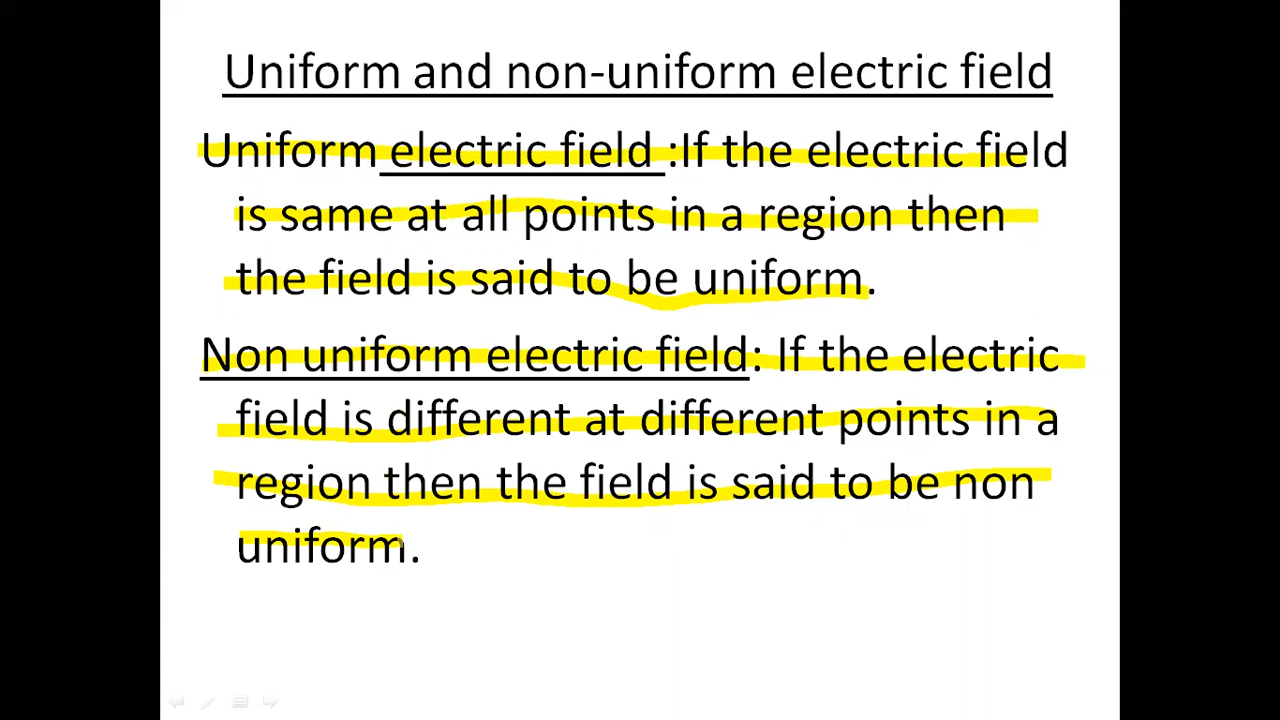 Uniform and non-uniform electric field
Uniform electric field :If the electric field
is same at all points in a region then
the field is said to be uniform.
Non uniform electric field: If the electric
field is different at different points in a
region then the field is said to be non
uniform.